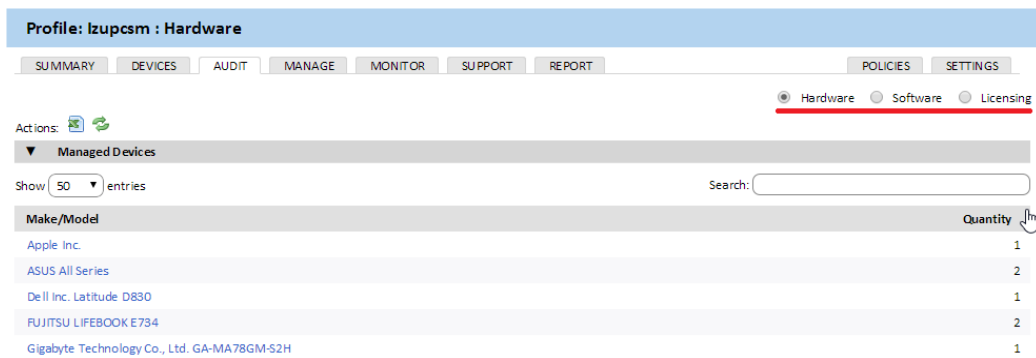 Profile: Izupcsm : Hardware
SUMMARY DEVICES AUDIT MANAGE MONITOR SUPPORT REPORT POLICIES SETTINGS
Hardware Software Licensing
Actions:
▼ Managed Devices
Show 50 ▼ entries Search:
Make/Model Quantity
Apple Inc. 1
ASUS All Series 2
Dell Inc. Latitude D830 1
FUJITSU LIFEBOOK E734 2
Gigabyte Technology Co., Ltd. GA-MA78GM-S2H 1